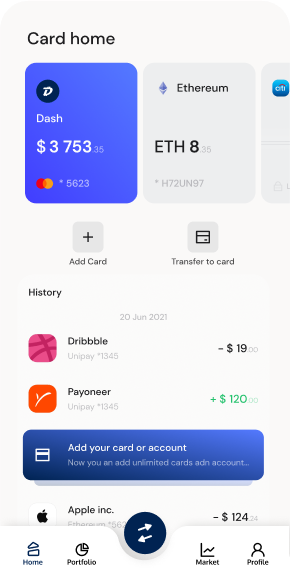 Card home
Dash
$ 3 753.35
* 5623
Ethereum
ETH 8.35
* H72UN97
citi
Add Card
Transfer to card
History
20 Jun 2021
Dribbble
Unipay *1345
- $ 19.00
Payoneer
Unipay *1345
+ $ 120.00
Add your card or account
Now you an add unlimited cards adn account...
Apple inc.
Ethereum *562
- $ 124.24
Home
Portfolio
Market
Profile